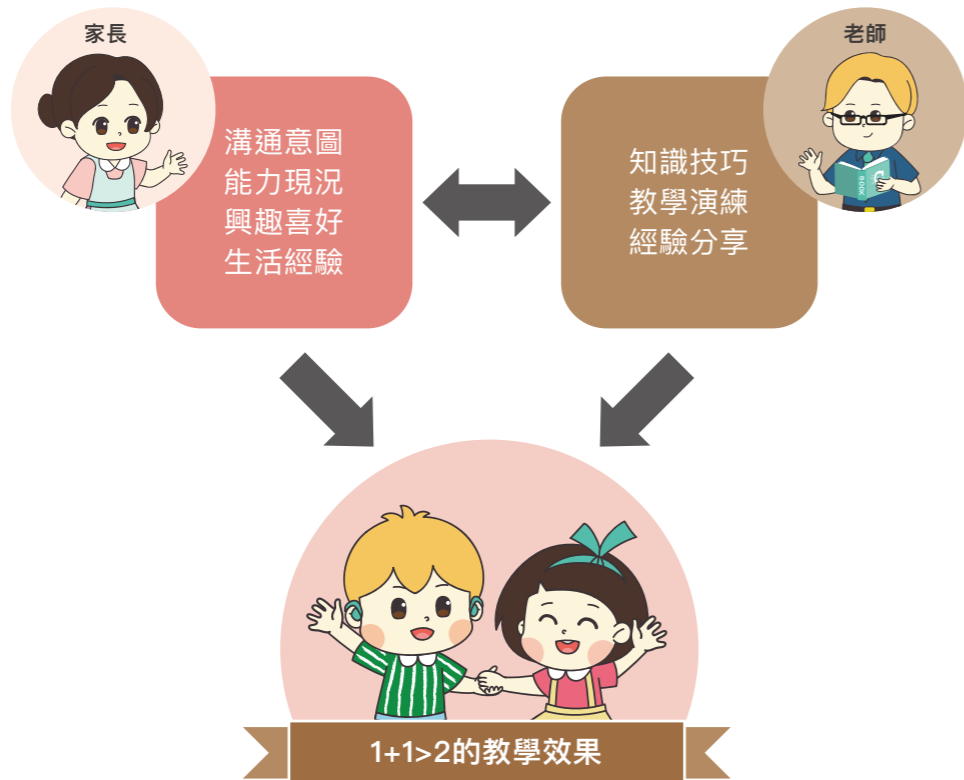 家長
溝通意圖
能力現況
興趣喜好
生活經驗
老師
知識技巧
教學演練
經驗分享
BOOK
1+1>2的教學效果